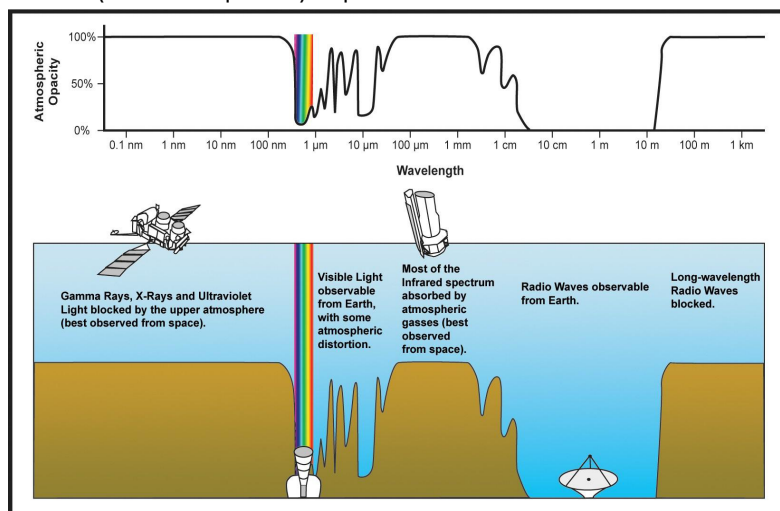 100%
Atmospheric
Opacity
50%
0%
0.1 nm 1 nm 10 nm 100 nm 1 µm 10 µm 100 µm 1 mm 1 cm 10 cm 1 m 10 m 100 m 1 km
Wavelength
Gamma Rays, X-Rays and Ultraviolet
Light blocked by the upper atmosphere
(best observed from space).
Visible Light
observable
from Earth,
with some
atmospheric
distortion.
Most of the
Infrared spectrum
absorbed by
atmospheric
gasses (best
observed
from space).
Radio Waves observable
from Earth.
Long-wavelength
Radio Waves
blocked.